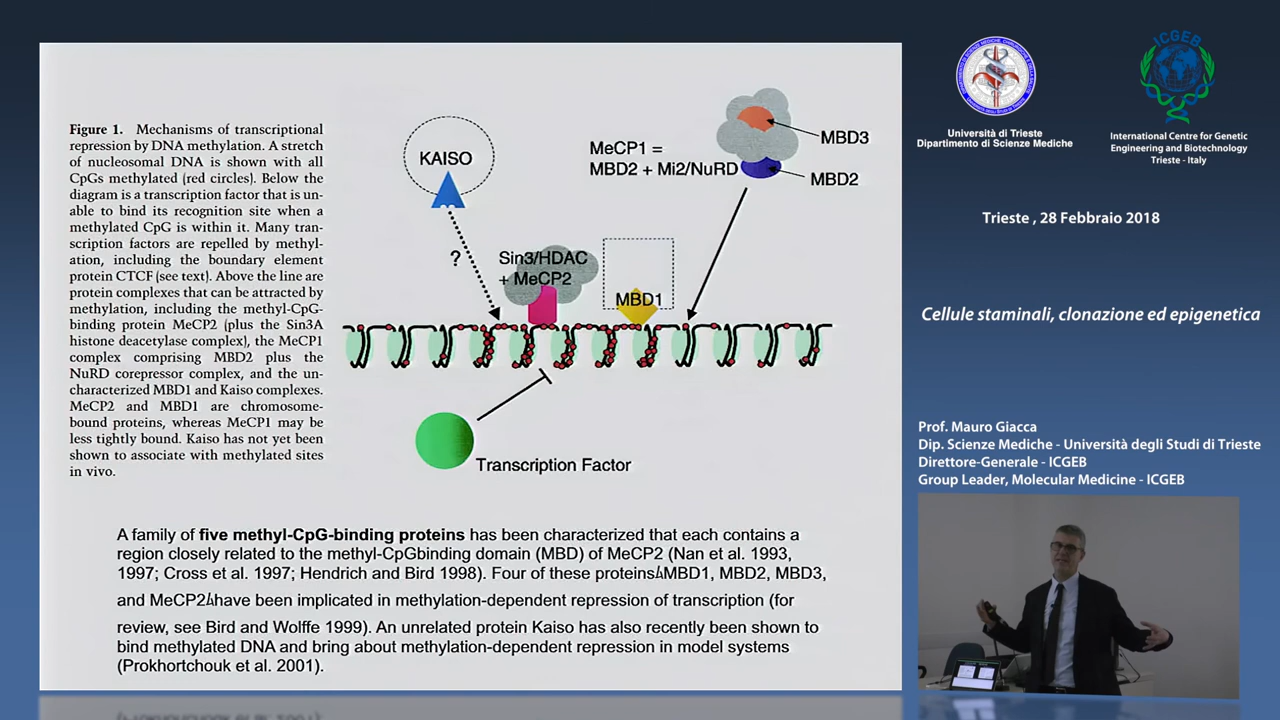 Figure 1. Mechanisms of transcriptional
repression by DNA methylation. A stretch
of nucleosomal DNA is shown with all
CpGs methylated (red circles). Below the
diagram is a transcription factor that is un-
able to bind its recognition site when a
methylated CpG is within it. Many tran-
scription factors are repelled by methyl-
ation, including the boundary element
protein CTCF (see text). Above the line are
protein complexes that can be attracted by
methylation, including the methyl-CpG-
binding protein MeCP2 (plus the Sin3A
histone deacetylase complex), the MeCP1
complex comprising MBD2 plus the
NuRD corepressor complex, and the un-
characterized MBD1 and Kaiso complexes.
MeCP2 and MBD1 are chromosome-
bound proteins, whereas MeCP1 may be
less tightly bound. Kaiso has not yet been
shown to associate with methylated sites
in vivo.
KAISO
MeCP1 =
MBD2 + Mi2/NuRD
MBD3
MBD2
?
Sin3/HDAC
+ MeCP2
MBD1
Transcription Factor
A family of five methyl-CpG-binding proteins has been characterized that each contains a
region closely related to the methyl-CpGbinding domain (MBD) of MeCP2 (Nan et al. 1993,
1997; Cross et al. 1997; Hendrich and Bird 1998). Four of these proteins MBD1, MBD2, MBD3,
and MeCP2 have been implicated in methylation-dependent repression of transcription (for
review, see Bird and Wolffe 1999). An unrelated protein Kaiso has also recently been shown to
bind methylated DNA and bring about methylation-dependent repression in model systems
(Prokhortchouk et al. 2001).
ICGEB
Università di Trieste
Dipartimento di Scienze Mediche
International Centre for Genetic
Engineering and Biotechnology
Trieste - Italy
Trieste , 28 Febbraio 2018
Cellule staminali, clonazione ed epigenetica
Prof. Mauro Giacca
Dip. Scienze Mediche - Università degli Studi di Trieste
Direttore-Generale - ICGEB
Group Leader, Molecular Medicine - ICGEB